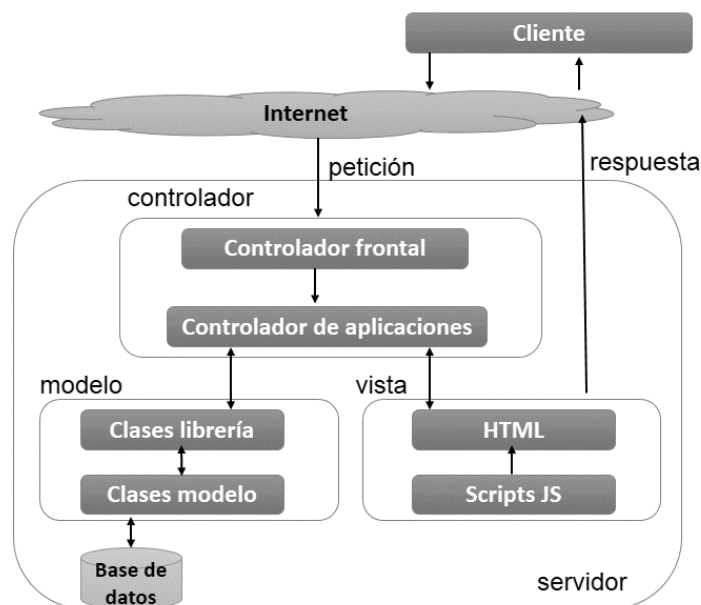 Cliente
Internet
petición
respuesta
controlador
Controlador frontal
Controlador de aplicaciones
modelo
vista
Clases librería
HTML
Clases modelo
Scripts JS
Base de
datos
servidor